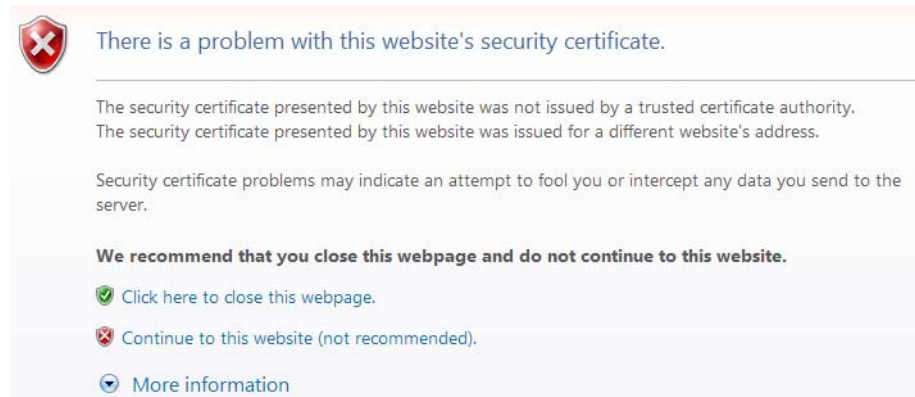 There is a problem with this website's security certificate.
The security certificate presented by this website was not issued by a trusted certificate authority.
The security certificate presented by this website was issued for a different website's address.
Security certificate problems may indicate an attempt to fool you or intercept any data you send to the
server.
We recommend that you close this webpage and do not continue to this website.
Click here to close this webpage.
Continue to this website (not recommended).
More information